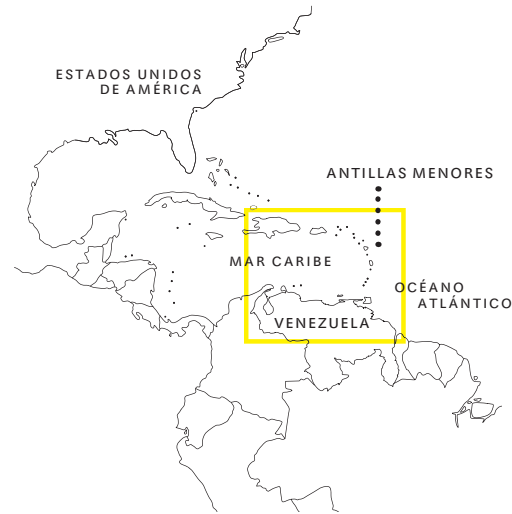 ESTADOS UNIDOS
DE AMÉRICA
ANTILLAS MENORES
MAR CARIBE
OCÉANO
ATLÁNTICO
VENEZUELA